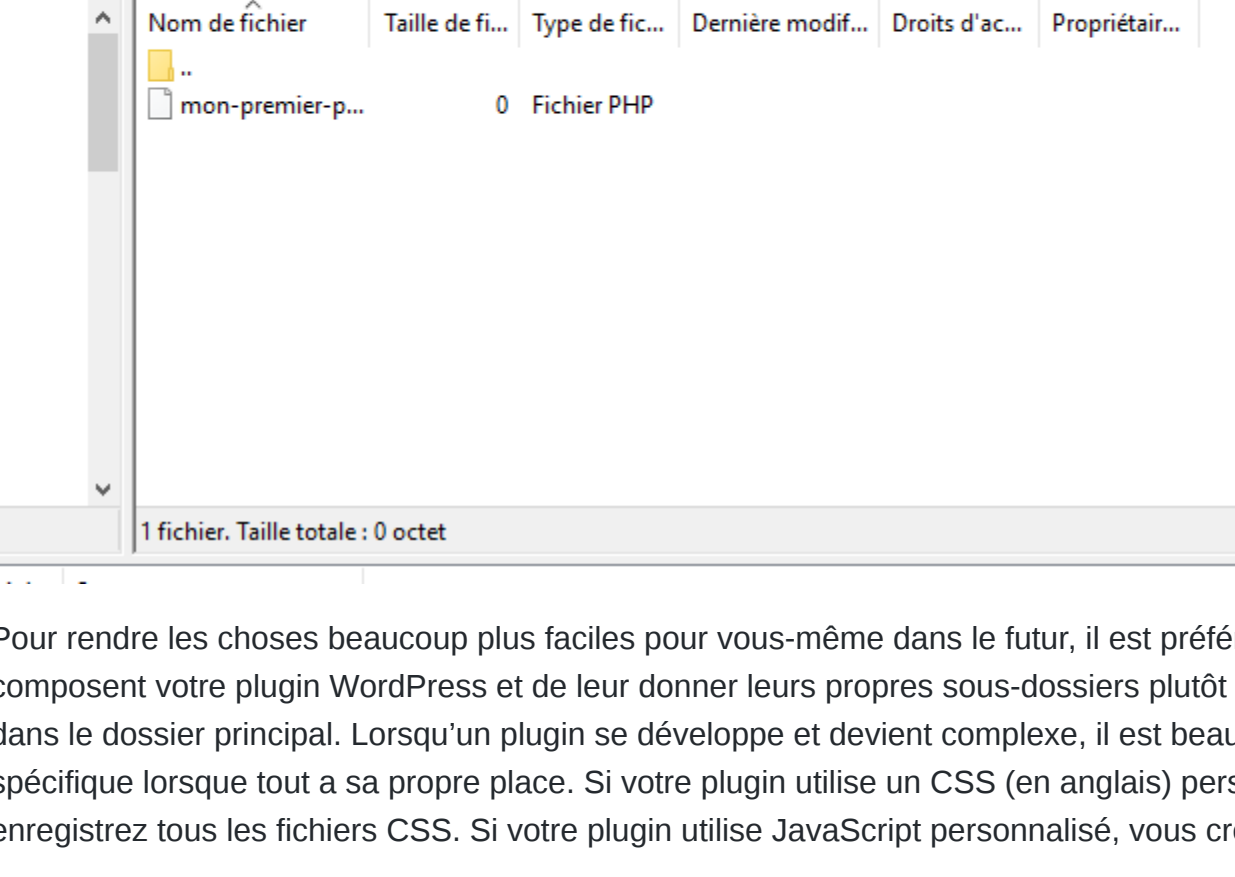 Nom de fichier Taille de fi... Type de fic... Dernière modif... Droits d'ac... Propriétair...
..
mon-premier-p... 0 Fichier PHP
1 fichier. Taille totale : 0 octet
Pour rendre les choses beaucoup plus faciles pour vous-même dans le futur, il est préfé
composent votre plugin WordPress et de leur donner leurs propres sous-dossiers plutôt
dans le dossier principal. Lorsqu’un plugin se développe et devient complexe, il est beau
spécifique lorsque tout a sa propre place. Si votre plugin utilise un CSS (en anglais) pers
enregistrez tous les fichiers CSS. Si votre plugin utilise JavaScript personnalisé, vous cr